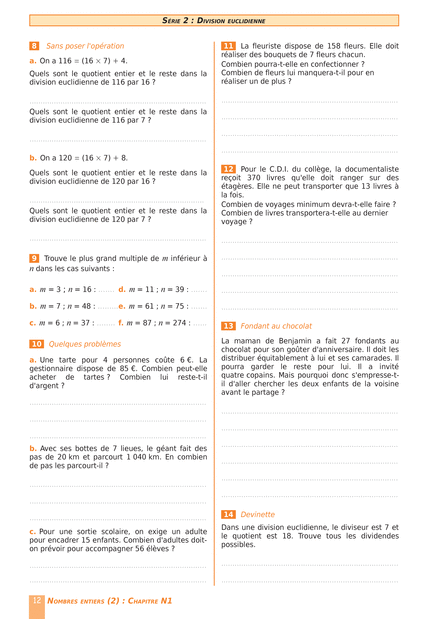 SÉRIE 2 : DIVISION EUCLIDIENNE
8 Sans poser l'opération
a. On a 116 = (16 × 7) + 4.
Quels sont le quotient entier et le reste dans la
division euclidienne de 116 par 16 ?
Quels sont le quotient entier et le reste dans la
division euclidienne de 116 par 7 ?
b. On a 120 = (16 × 7) + 8.
Quels sont le quotient entier et le reste dans la
division euclidienne de 120 par 16 ?
Quels sont le quotient entier et le reste dans la
division euclidienne de 120 par 7 ?
9 Trouve le plus grand multiple de m inférieur à
n dans les cas suivants :
a. m = 3 ; n = 16 : ........ d. m = 11 ; n = 39 : .......
b. m = 7 ; n = 48 : ......... e. m = 61 ; n = 75 : .......
c. m = 6 ; n = 37 : ........ f. m = 87 ; n = 274 : ......
10 Quelques problèmes
a. Une tarte pour 4 personnes coûte 6 €. La
gestionnaire dispose de 85 €. Combien peut-elle
acheter de tartes ? Combien lui reste-t-il
d'argent ?
b. Avec ses bottes de 7 lieues, le géant fait des
pas de 20 km et parcourt 1 040 km. En combien
de pas les parcourt-il ?
c. Pour une sortie scolaire, on exige un adulte
pour encadrer 15 enfants. Combien d'adultes doit-
on prévoir pour accompagner 56 élèves ?
11 La fleuriste dispose de 158 fleurs. Elle doit
réaliser des bouquets de 7 fleurs chacun.
Combien pourra-t-elle en confectionner ?
Combien de fleurs lui manquera-t-il pour en
réaliser un de plus ?
12 Pour le C.D.I. du collège, la documentaliste
reçoit 370 livres qu'elle doit ranger sur des
étagères. Elle ne peut transporter que 13 livres à
la fois.
Combien de voyages minimum devra-t-elle faire ?
Combien de livres transportera-t-elle au dernier
voyage ?
13 Fondant au chocolat
La maman de Benjamin a fait 27 fondants au
chocolat pour son goûter d'anniversaire. Il doit les
distribuer équitablement à lui et ses camarades. Il
pourra garder le reste pour lui. Il a invité
quatre copains. Mais pourquoi donc s'empresse-t-
il d'aller chercher les deux enfants de la voisine
avant le partage ?
14 Devinette
Dans une division euclidienne, le diviseur est 7 et
le quotient est 18. Trouve tous les dividendes
possibles.
12 NOMBRES ENTIERS (2) : CHAPITRE N1